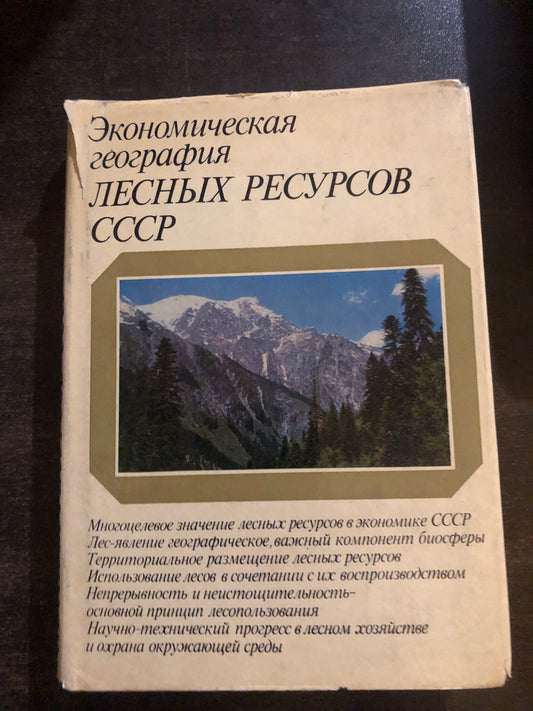 Экономическая
география
ЛЕСНЫХ РЕСУРСОВ
СССР
Многоцелевое значение лесных ресурсов в экономике СССР
Лес-явление географическое, важный компонент биосферы
Территориальное размещение лесных ресурсов
Использование лесов в сочетании с их воспроизводством
Непрерывность и неистощительность-
основной принцип лесопользования
Научно-технический прогресс в лесном хозяйстве
и охрана окружающей среды